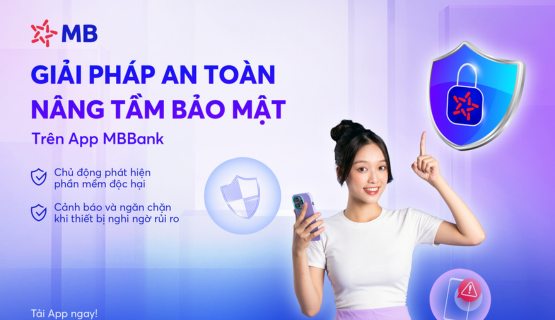 MB
GIẢI PHÁP AN TOÀN
NÂNG TẦM BẢO MẬT
Trên App MBBank
Chủ động phát hiện
phần mềm độc hại
Cảnh báo và ngăn chặn
khi thiết bị nghi ngờ rủi ro
Tải App ngay!